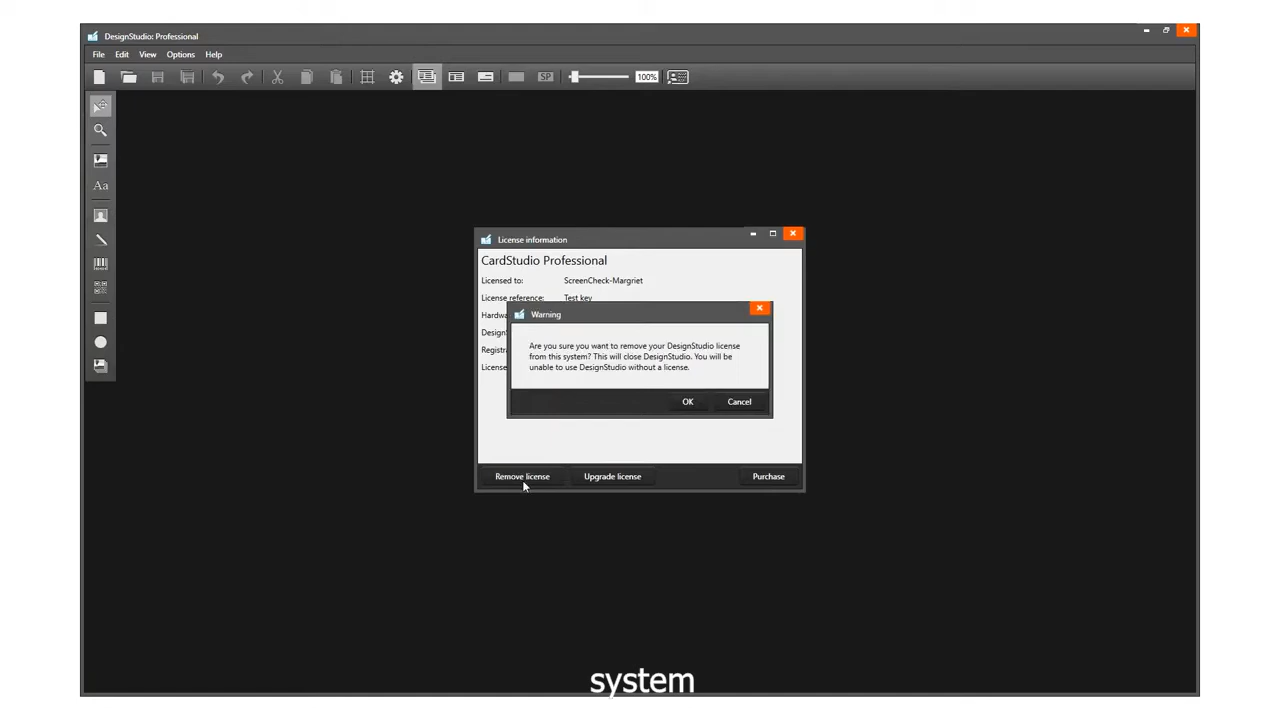 DesignStudio: Professional
File Edit View Options Help
SP 100%
Aa
License information
CardStudio Professional
Licensed to: ScreenCheck-Margriet
License reference: Test key
Warning
Are you sure you want to remove your DesignStudio license
from this system? This will close DesignStudio. You will be
unable to use DesignStudio without a license.
OK Cancel
License
Remove license Upgrade license Purchase
system